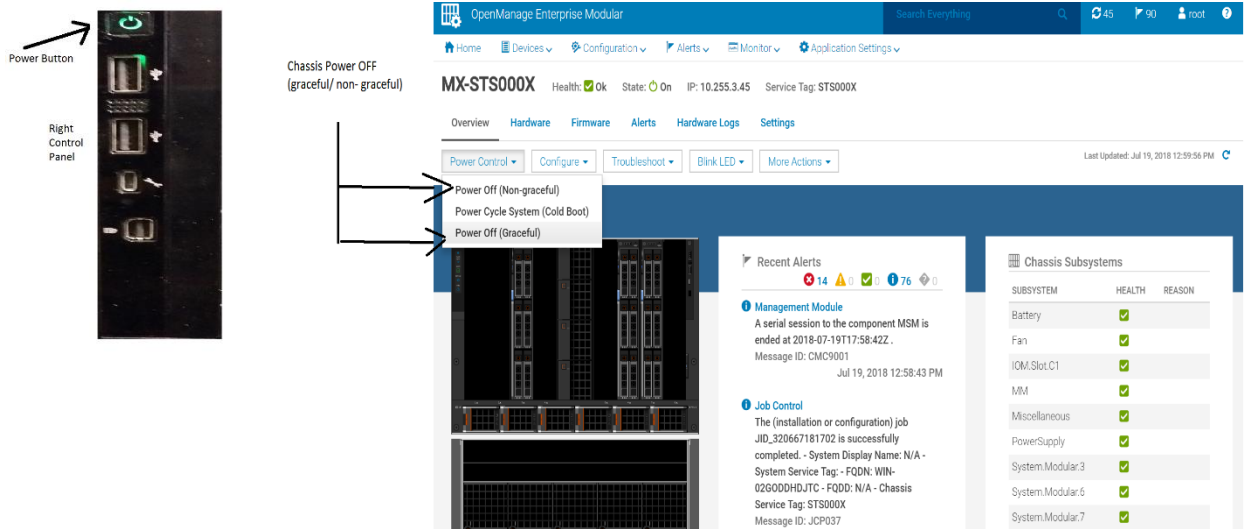 Power Button
Right
Control
Panel
Chassis Power OFF
(graceful/ non- graceful)
OpenManage Enterprise Modular
Search Everything
45
90
root
?
Home
Devices
Configuration
Alerts
Monitor
Application Settings
MX-STS000X
Health: Ok
State: On
IP: 10.255.3.45
Service Tag: STS000X
Overview
Hardware
Firmware
Alerts
Hardware Logs
Settings
Power Control
Configure
Troubleshoot
Blink LED
More Actions
Last Updated: Jul 19, 2018 12:59:56 PM
Power Off (Non-graceful)
Power Cycle System (Cold Boot)
Power Off (Graceful)
Recent Alerts
14
0
0
76
0
Management Module
A serial session to the component MSM is
ended at 2018-07-19T17:58:42Z .
Message ID: CMC9001
Jul 19, 2018 12:58:43 PM
Job Control
The (installation or configuration) job
JID_320667181702 is successfully
completed. - System Display Name: N/A -
System Service Tag: - FQDN: WIN-
02GODDHDJTC - FQDD: N/A - Chassis
Service Tag: STS000X
Message ID: JCP037
Chassis Subsystems
SUBSYSTEM HEALTH REASON
Battery
Fan
IOM.Slot.C1
MM
Miscellaneous
PowerSupply
System.Modular.3
System.Modular.6
System.Modular.7